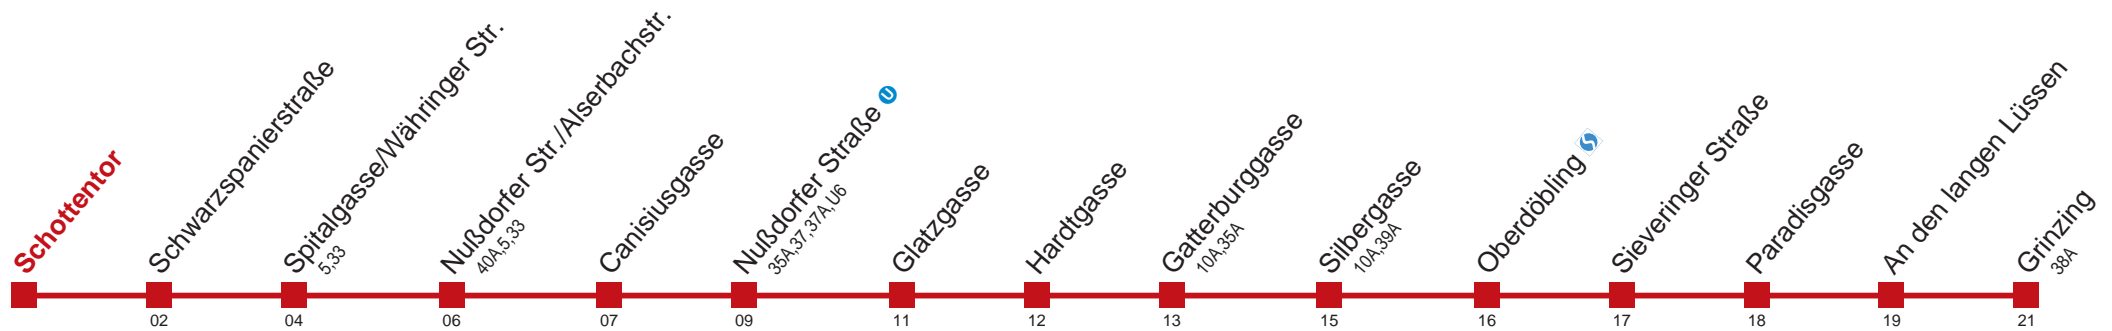 Schottentor
Schwarzspanierstraße
Spitalgasse/Währinger Str.
5,33
Nußdorfer Str./Alserbachstr.
40A,5,33
Canisiusgasse
Nußdorfer Straße U
35A,37,37A,U6
Glatzgasse
Hardtgasse
Gatterburggasse
10A,35A
Silbergasse
10A,39A
Oberdöbling S
Sieveringer Straße
Paradisgasse
An den langen Lüssen
Grinzing
38A
02 04 06 07 09 11 12 13 15 16 17 18 19 21